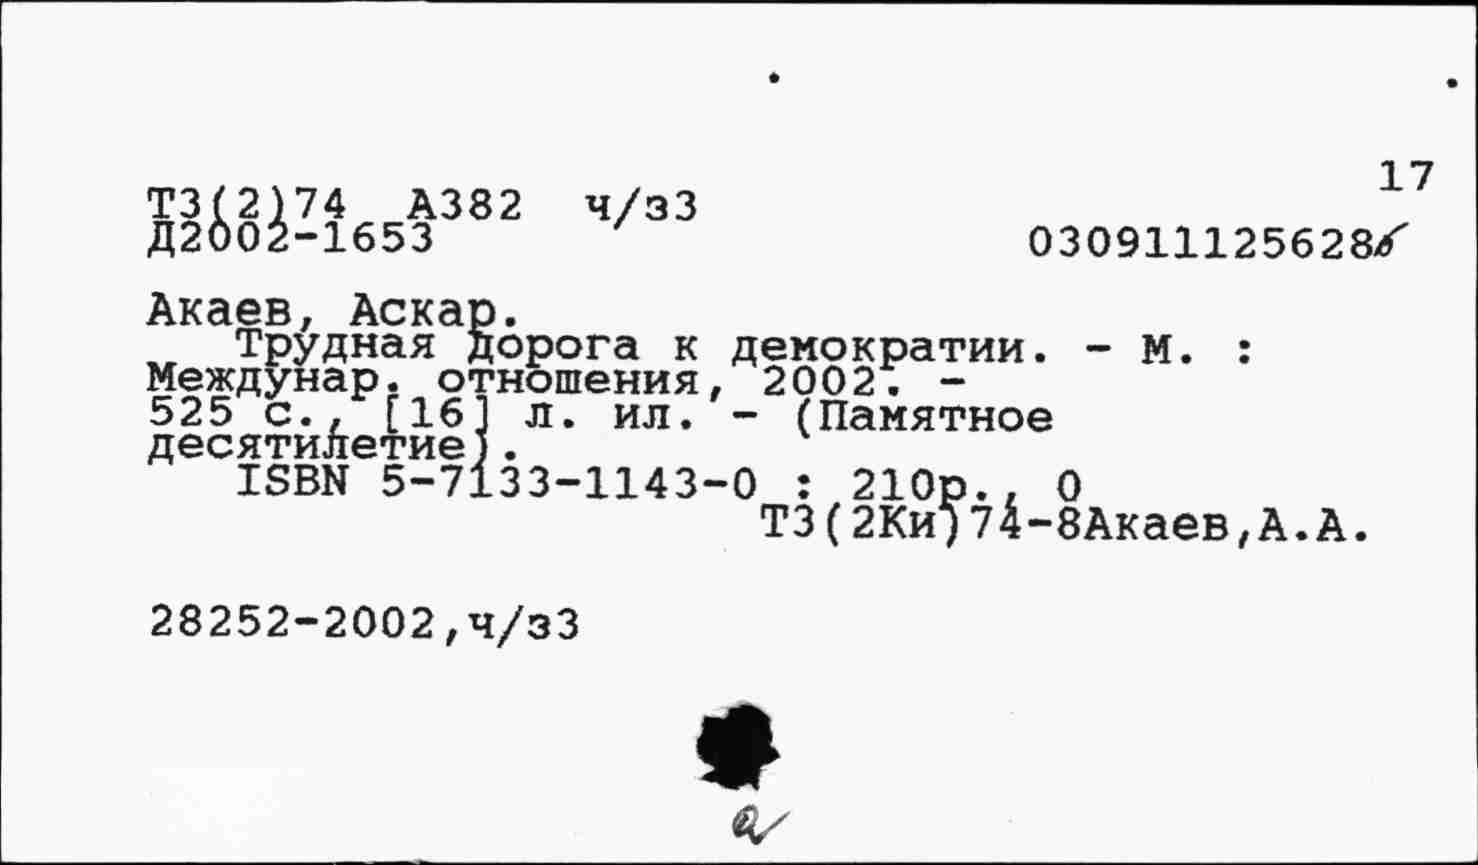 17
Т3(2)74 А382 ч/з3
Д2002-1653 030911125628
Акаев, Аскар.
Трудная дорога к демократии. - М. :
Междунар. отношения, 2002. -
525 с., [16] л. ил. - (Памятное
десятилетие).
ISBN 5-7133-1143-0 : 210р., 0
Т3(2Ки)74-8Акаев,А.А.
28252-2002,ч/з3